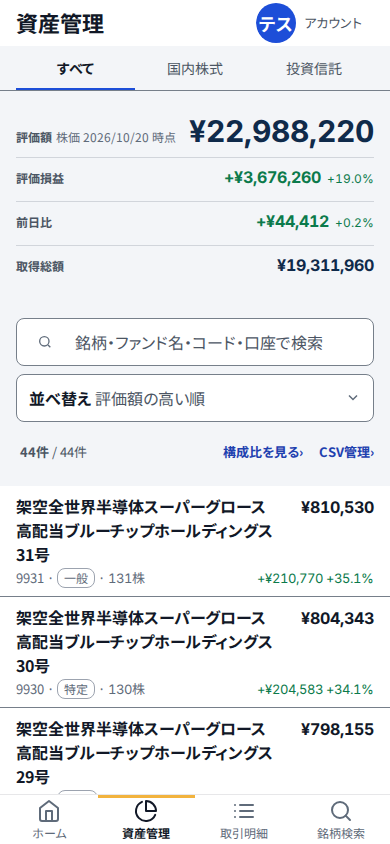 資産管理
テス アカウント
すべて 国内株式 投資信託
評価額 株価 2026/10/20 時点 ¥22,988,220
評価損益 +¥3,676,260 +19.0%
前日比 +¥44,412 +0.2%
取得総額 ¥19,311,960
銘柄・ファンド名・コード・口座で検索
並べ替え 評価額の高い順
44件 / 44件 構成比を見る› CSV管理›
架空全世界半導体スーパーグロース ¥810,530
高配当ブルーチップホールディングス
31号
9931 · 一般 · 131株 +¥210,770 +35.1%
架空全世界半導体スーパーグロース ¥804,343
高配当ブルーチップホールディングス
30号
9930 · 特定 · 130株 +¥204,583 +34.1%
架空全世界半導体スーパーグロース ¥798,155
高配当ブルーチップホールディングス
29号
ホーム 資産管理 取引明細 銘柄検索